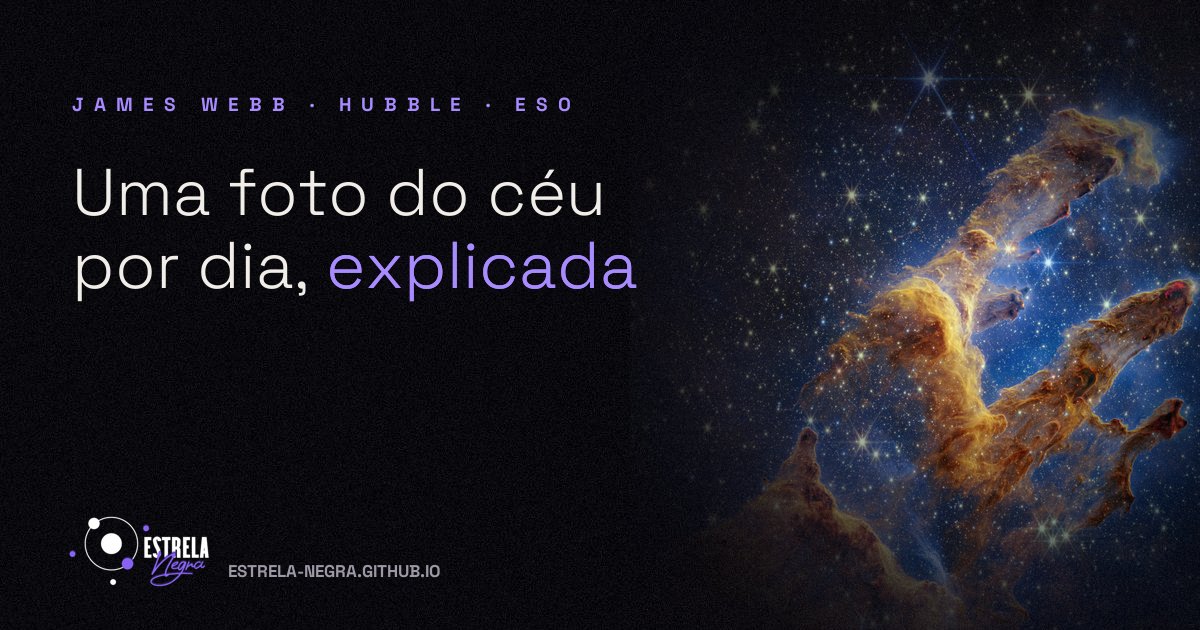 JAMES WEBB · HUBBLE · ESO
Uma foto do céu
por dia, explicada
ESTRELA
Negra
ESTRELA-NEGRA.GITHUB.IO